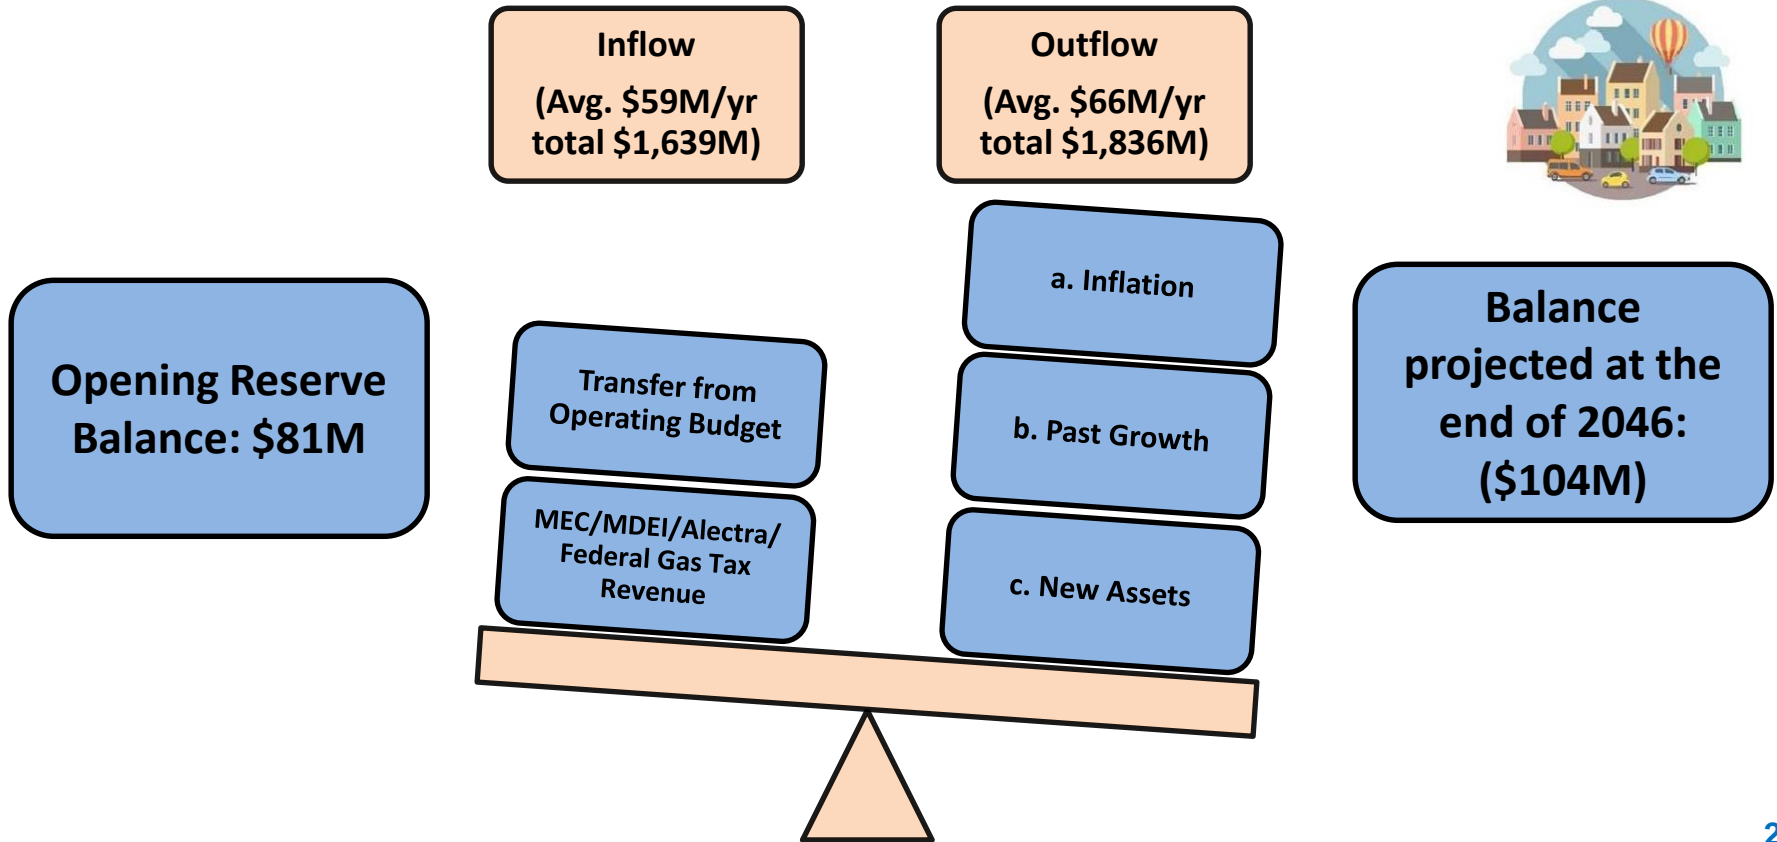 Inflow
(Avg. $59M/yr
total $1,639M)
Outflow
(Avg. $66M/yr
total $1,836M)
Opening Reserve
Balance: $81M
Transfer from
Operating Budget
MEC/MDEI/Alectra/
Federal Gas Tax
Revenue
a. Inflation
b. Past Growth
c. New Assets
Balance
projected at the
end of 2046:
($104M)
2